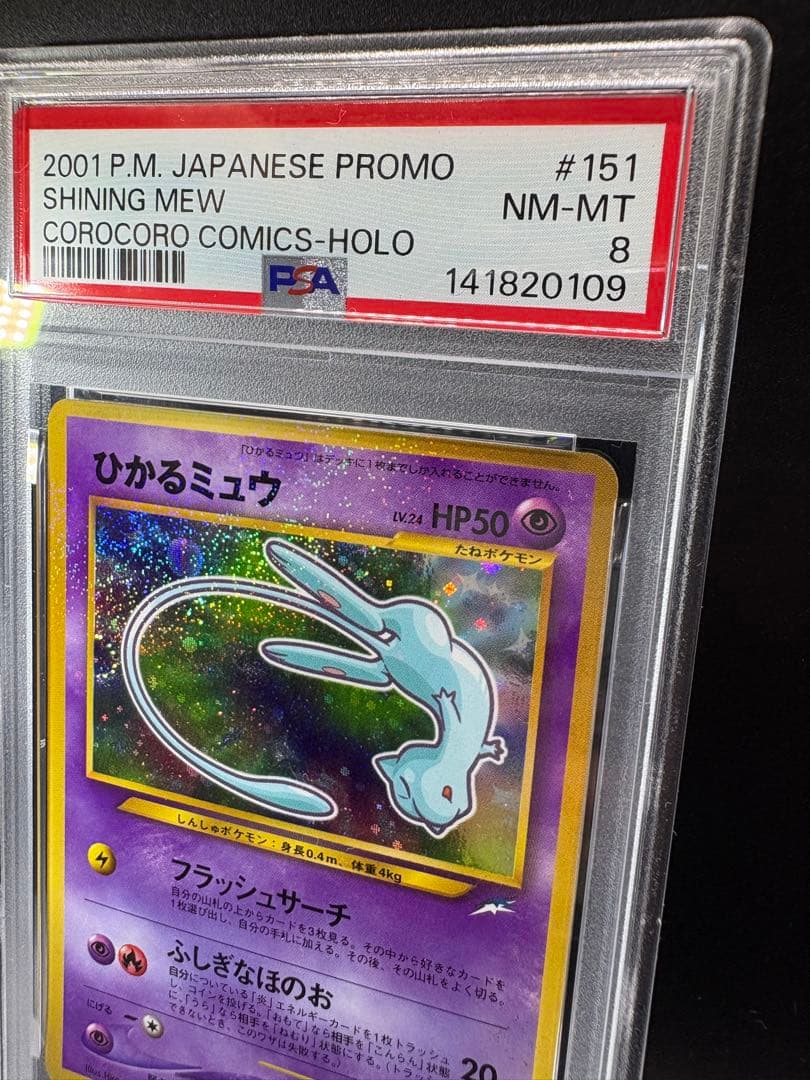 2001 P.M. JAPANESE PROMO #151
SHINING MEW NM-MT
COROCORO COMICS-HOLO 8
PSA 141820109
「ひかるミュウ」はデッキに1枚までしか入れることができません。
ひかるミュウ
LV.24 HP50
たねポケモン
しんしゅポケモン:身長0.4m、体重4kg
フラッシュサーチ
自分の山札の上からカードを3枚見る。その中から好きなカードを
1枚選び出し、自分の手札に加える。その後、その山札をよく切る。
ふしぎなほのお
自分についている「炎」エネルギーカードを1枚トラッシュ
し、コインを投げる。「おもて」なら相手を「こんらん」状態
に、「うら」なら相手を「ねむり」状態にする。(トラッシュ
できないとき、このワザは失敗する。)
20
にげる
Illus.